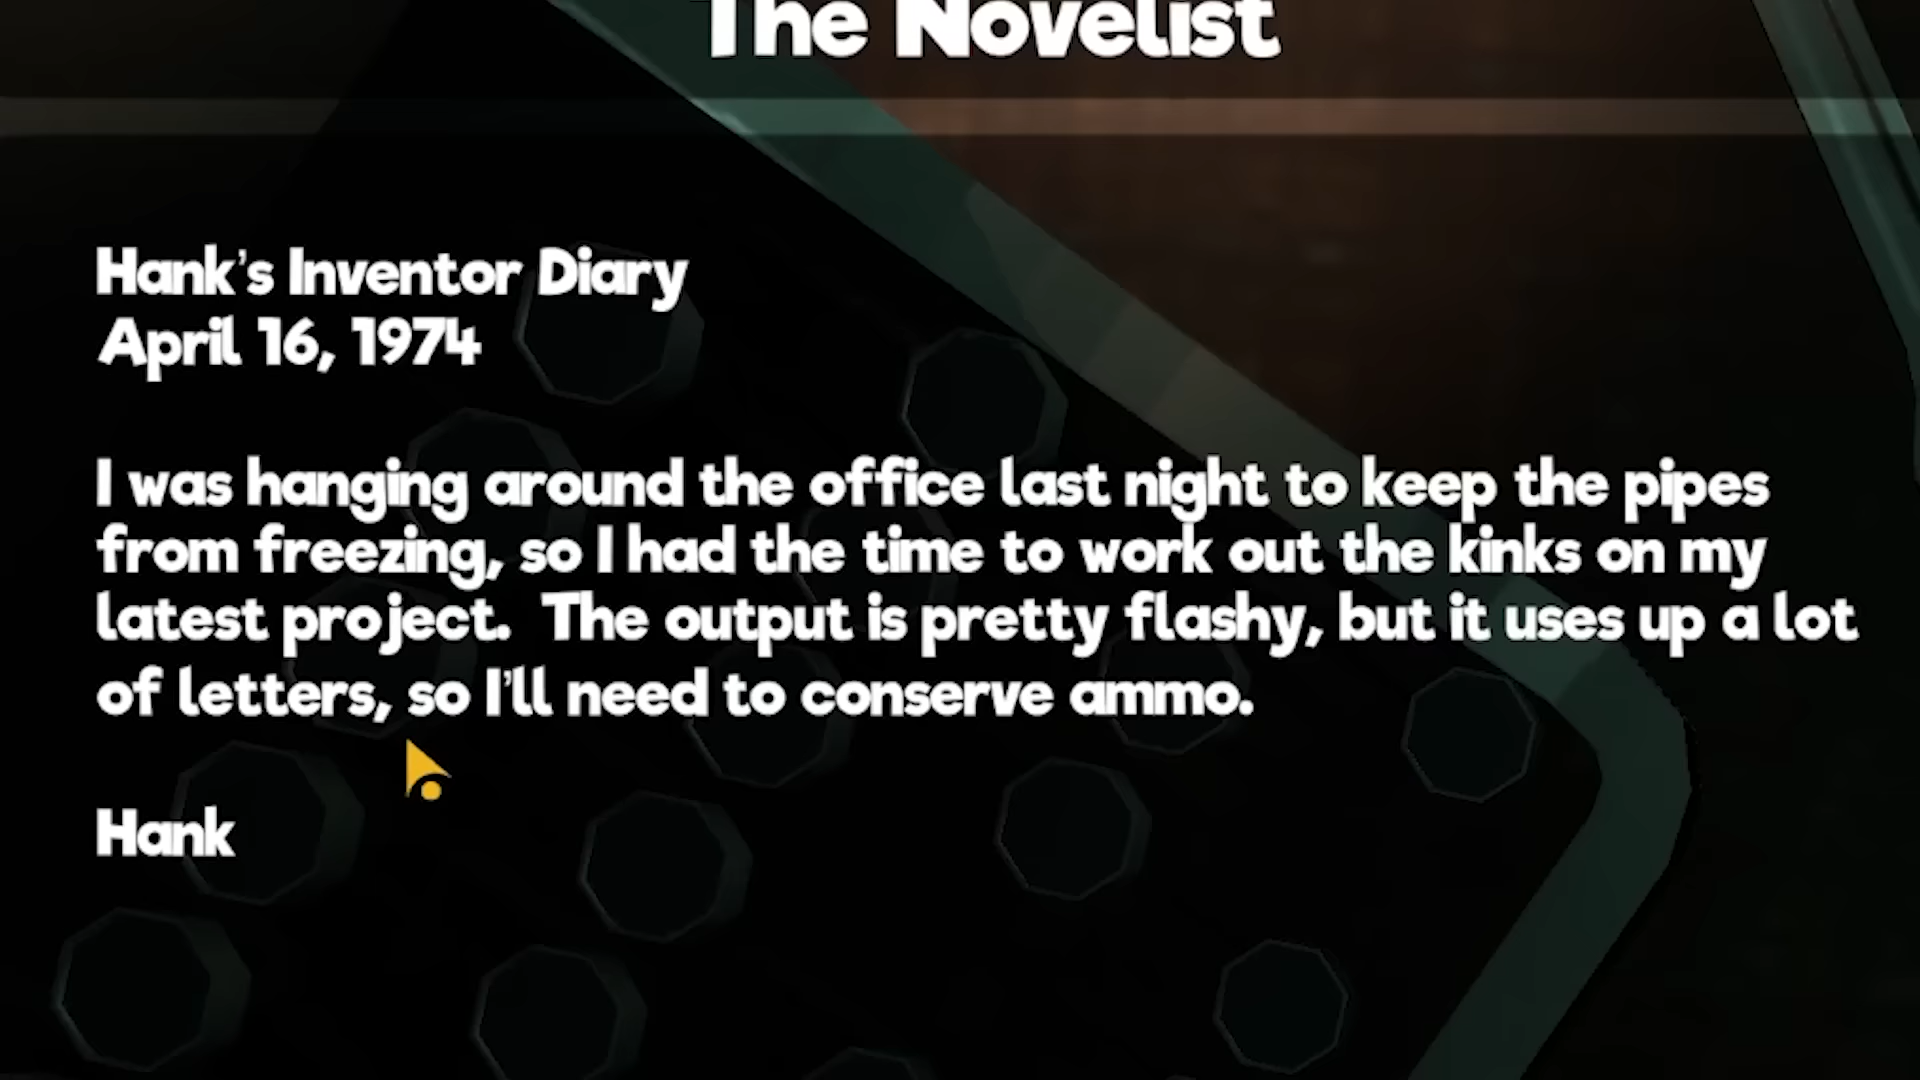 The Novelist
Hank's Inventor Diary
April 16, 1974
I was hanging around the office last night to keep the pipes
from freezing, so I had the time to work out the kinks on my
latest project.  The output is pretty flashy, but it uses up a lot
of letters, so I'll need to conserve ammo.
Hank